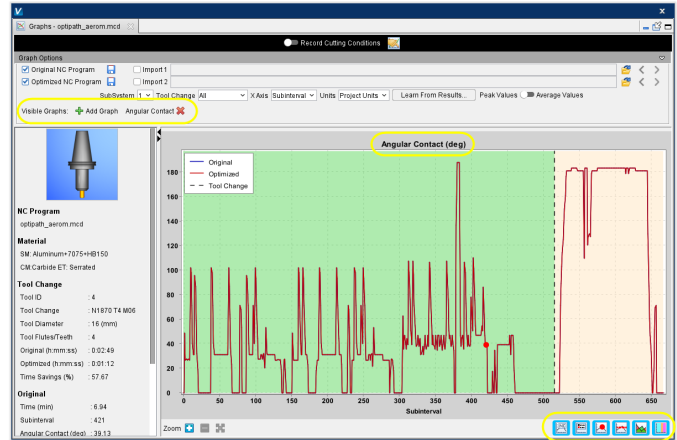 Graphs - optipath_aerom.mcd
Record Cutting Conditions
Graph Options
Original NC Program
Import 1
Optimized NC Program
Import 2
SubSystem 1 Tool Change All X Axis Subinterval Units Project Units Learn From Results... Peak Values Average Values
Visible Graphs: Add Graph Angular Contact
Angular Contact (deg)
Original
Optimized
Tool Change
180
160
140
120
100
80
60
40
20
0
0 50 100 150 200 250 300 350 400 450 500 550 600 650
Subinterval
Zoom
NC Program
optipath_aerom.mcd
Material
SM: Aluminum+7075+HB150
CM:Carbide ET: Serrated
Tool Change
Tool ID : 4
Tool Change : N1870 T4 M06
Tool Diameter : 16 (mm)
Tool Flutes/Teeth : 4
Original (h:mm:ss) : 0:02:49
Optimized (h:mm:ss) : 0:01:12
Time Savings (%) : 57.67
Original
Time (min) : 6.94
Subinterval : 421
Angular Contact (deg) : 39.13